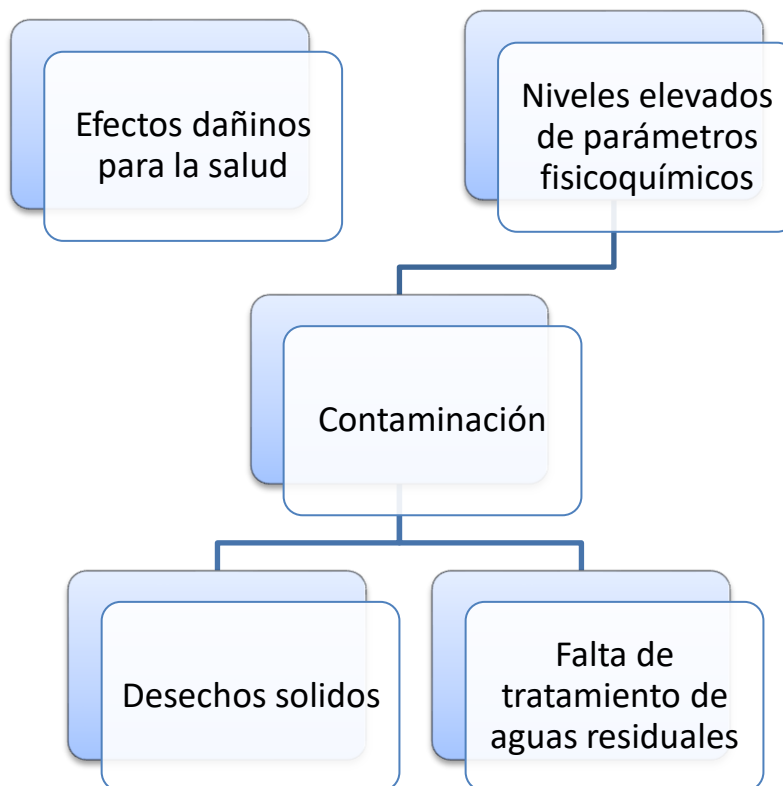 Efectos dañinos
para la salud
Niveles elevados
de parámetros
fisicoquímicos
Contaminación
Desechos solidos
Falta de
tratamiento de
aguas residuales